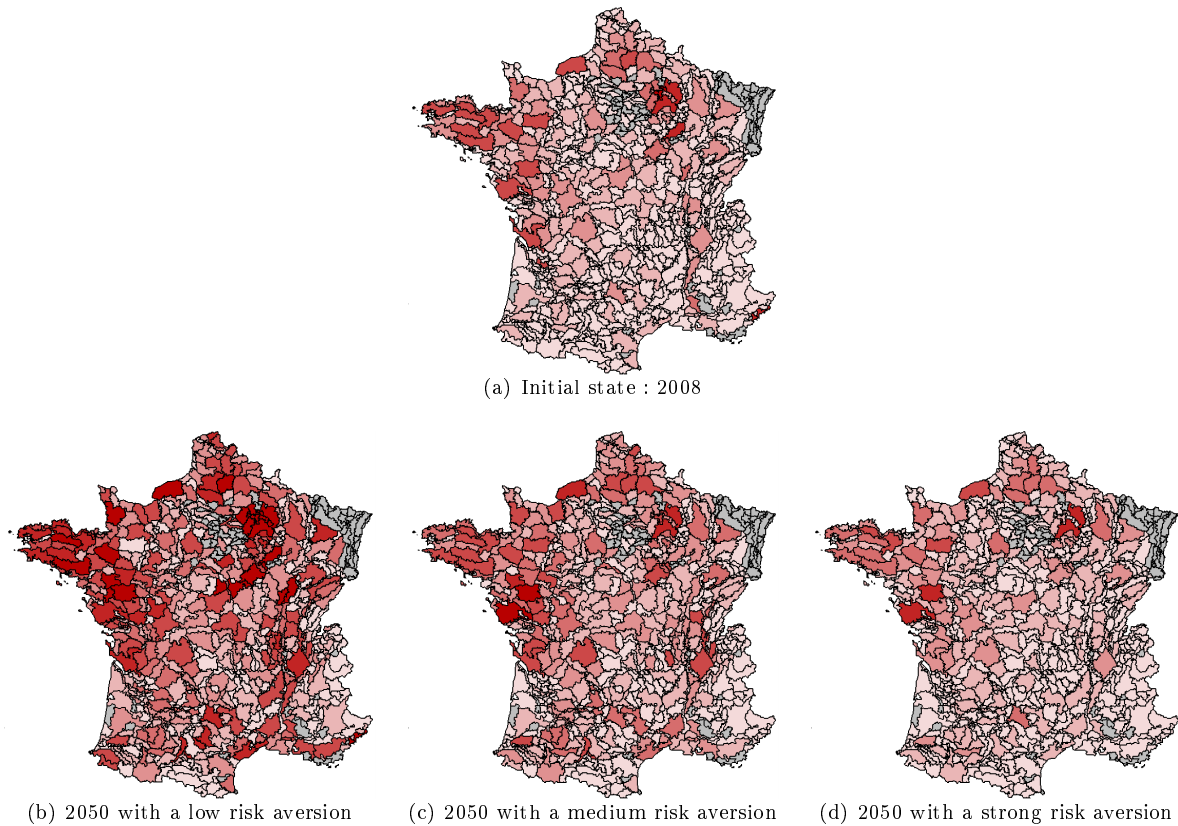 (a) Initial state : 2008
(b) 2050 with a low risk aversion
(c) 2050 with a medium risk aversion
(d) 2050 with a strong risk aversion